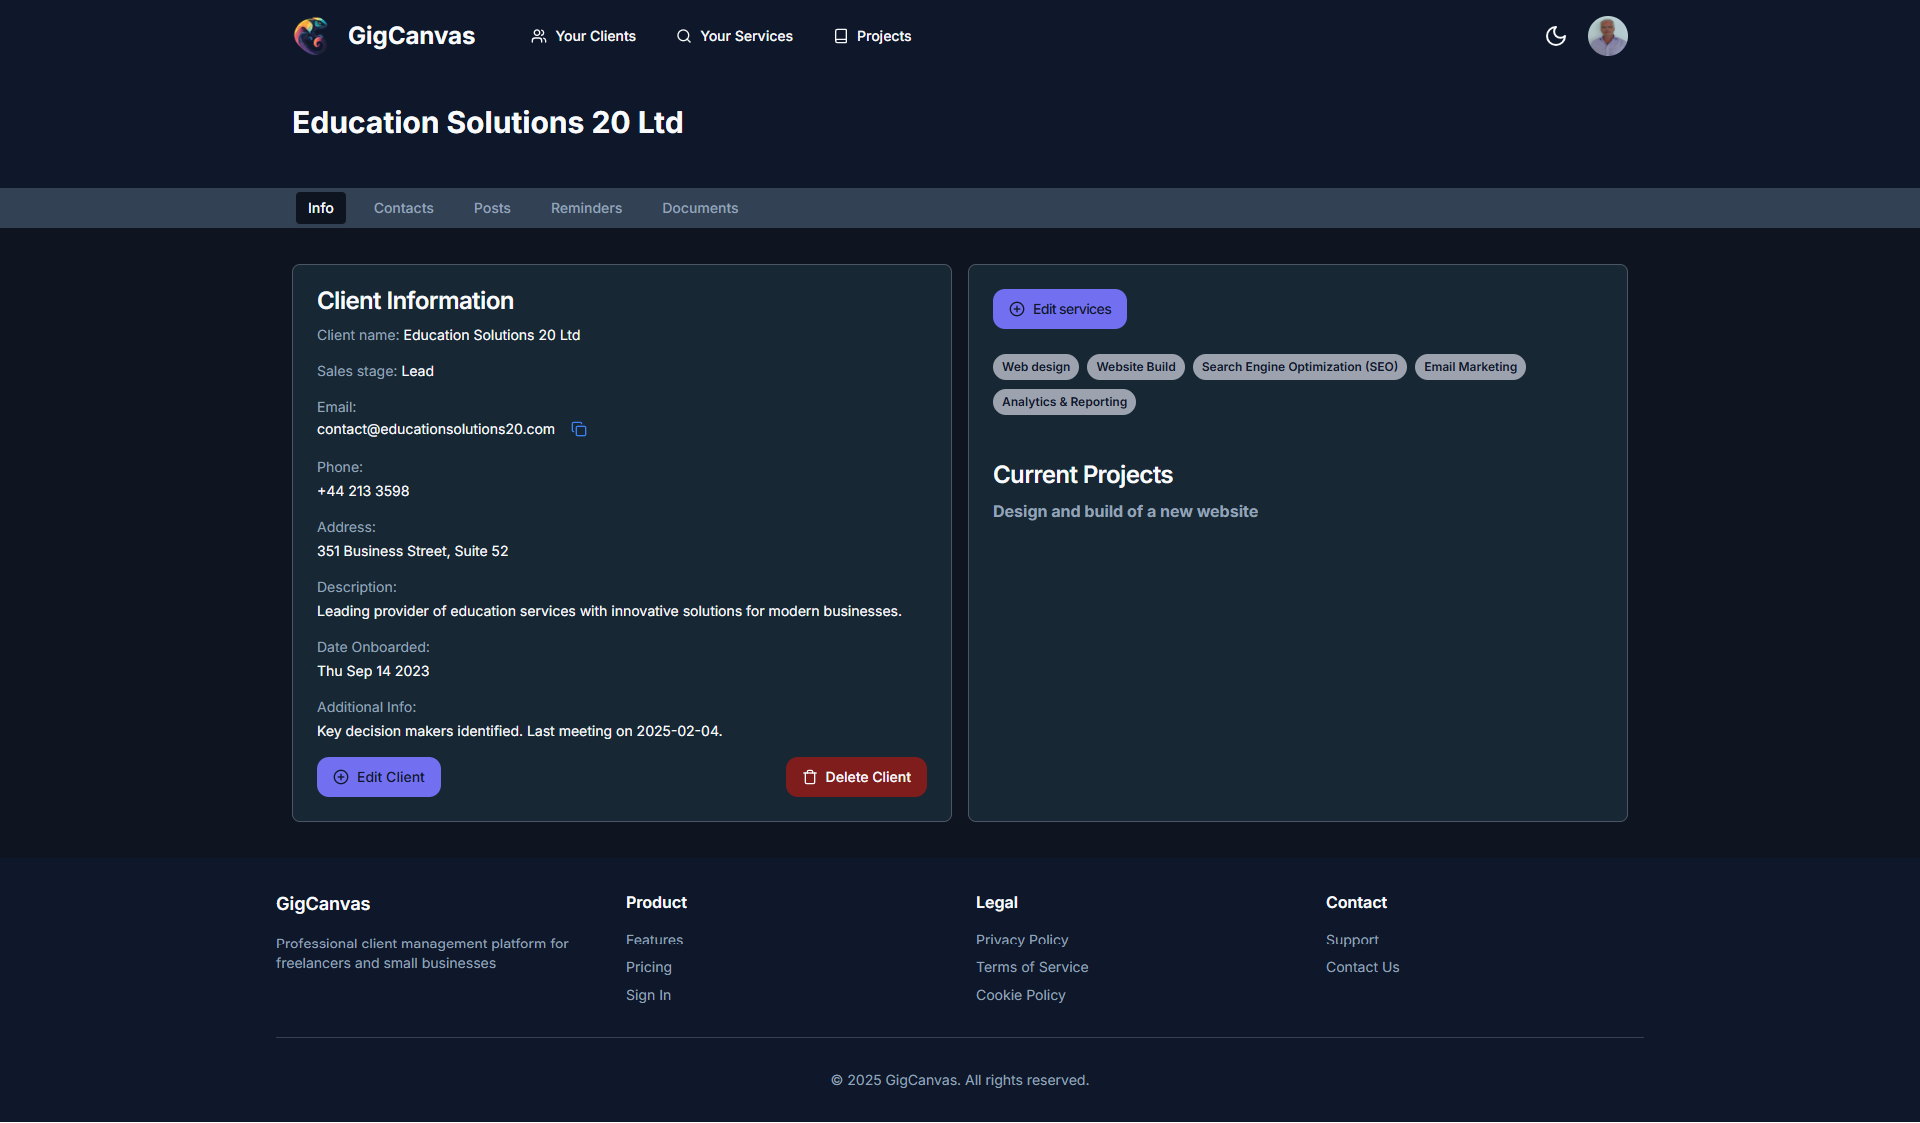 GigCanvas
Your Clients
Your Services
Projects
Education Solutions 20 Ltd
Info
Contacts
Posts
Reminders
Documents
Client Information
Client name: Education Solutions 20 Ltd
Sales stage: Lead
Email:
contact@educationsolutions20.com
Phone:
+44 213 3598
Address:
351 Business Street, Suite 52
Description:
Leading provider of education services with innovative solutions for modern businesses.
Date Onboarded:
Thu Sep 14 2023
Additional Info:
Key decision makers identified. Last meeting on 2025-02-04.
Edit Client
Delete Client
Edit services
Web design
Website Build
Search Engine Optimization (SEO)
Email Marketing
Analytics & Reporting
Current Projects
Design and build of a new website
GigCanvas
Professional client management platform for
freelancers and small businesses
Product
Features
Pricing
Sign In
Legal
Privacy Policy
Terms of Service
Cookie Policy
Contact
Support
Contact Us
© 2025 GigCanvas. All rights reserved.